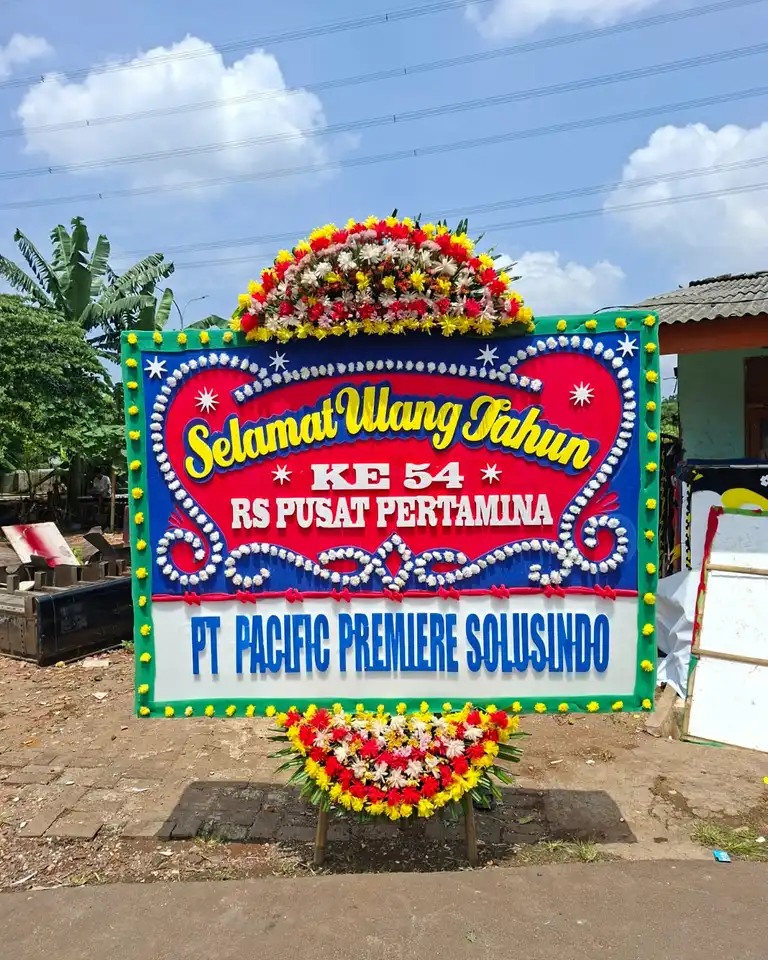 Selamat Ulang Tahun
KE 54
RS PUSAT PERTAMINA
PT PACIFIC PREMIERE SOLUSINDO